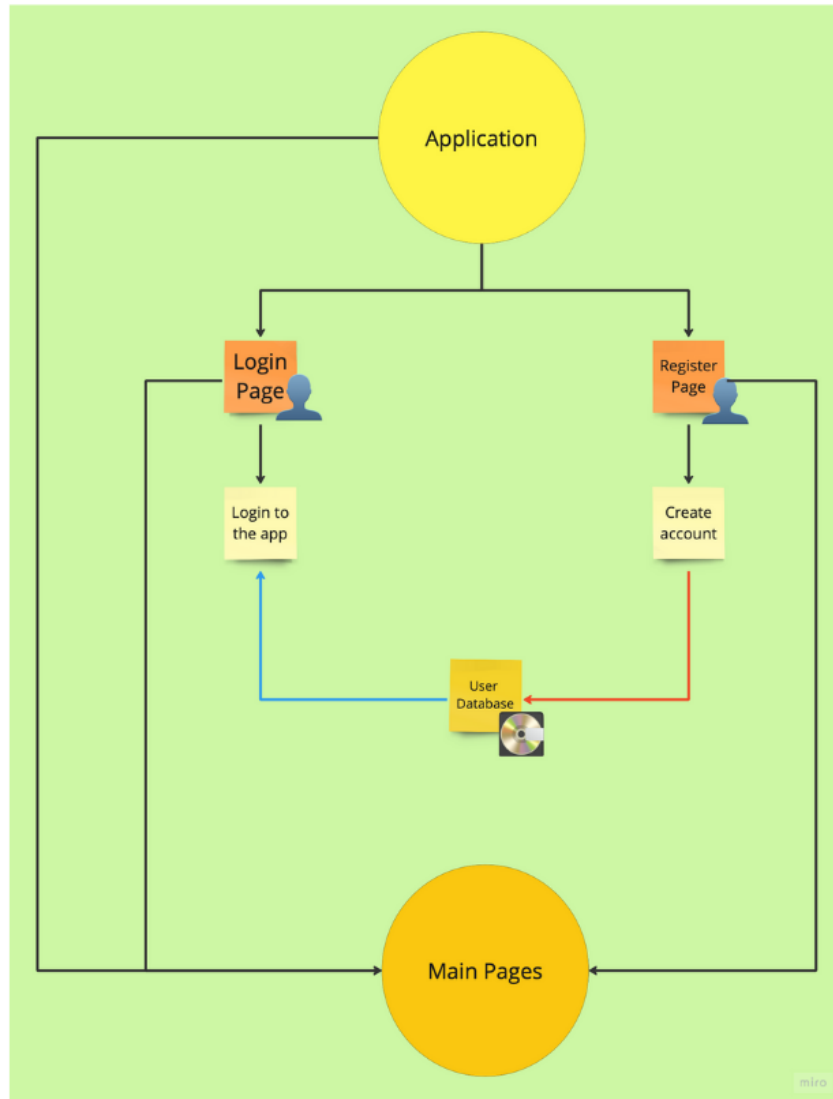 Application
Login
Page
Register
Page
Login to
the app
Create
account
User
Database
Main Pages
miro